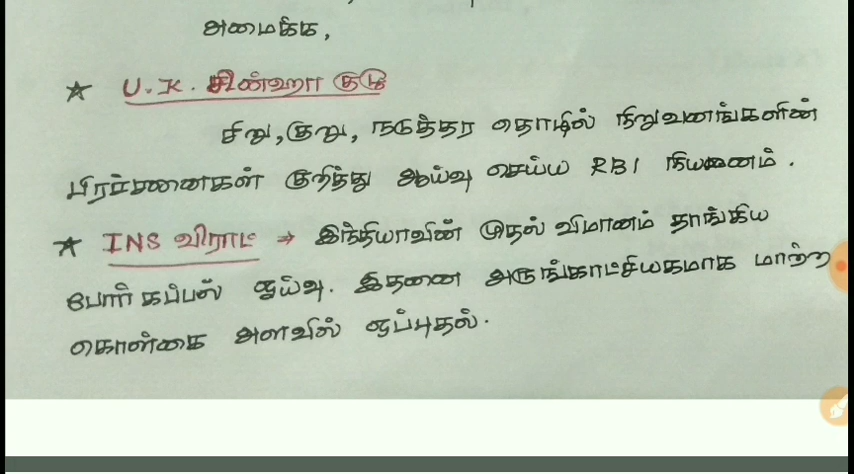 அமைக்க,
★ U.K. சின்ஹா குழு
சிறு, குறு, நடுத்தர தொழில் நிறுவனங்களின்
பிரச்சனைகள் குறித்து ஆய்வு செய்ய RBI நியமனம்.
★ INS விராட் → இந்தியாவின் முதல் விமானம் தாங்கிய
போர் கப்பல் ஓய்வு. இதனை அருங்காட்சியகமாக மாற்ற
கொள்கை அளவில் ஒப்புதல்.